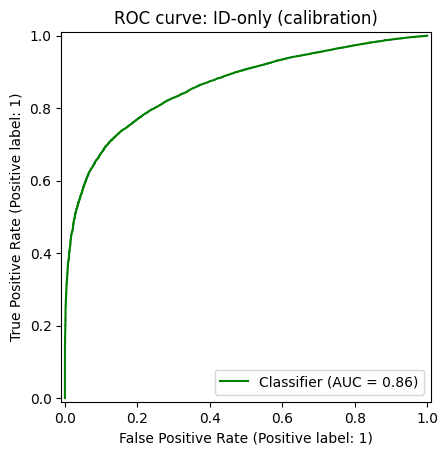 ROC curve: ID-only (calibration)
1.0
0.8
0.6
0.4
0.2
0.0
True Positive Rate (Positive label: 1)
Classifier (AUC = 0.86)
0.0 0.2 0.4 0.6 0.8 1.0
False Positive Rate (Positive label: 1)